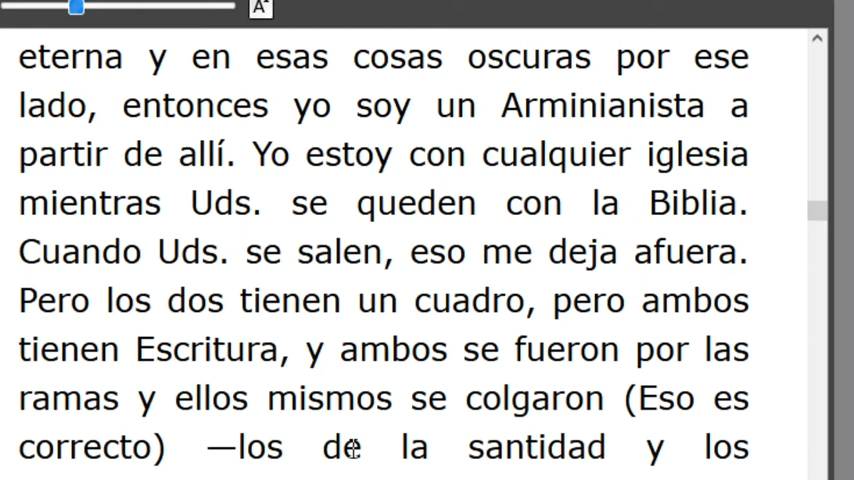 A
eterna y en esas cosas oscuras por ese
lado, entonces yo soy un Arminianista a
partir de allí. Yo estoy con cualquier iglesia
mientras Uds. se queden con la Biblia.
Cuando Uds. se salen, eso me deja afuera.
Pero los dos tienen un cuadro, pero ambos
tienen Escritura, y ambos se fueron por las
ramas y ellos mismos se colgaron (Eso es
correcto) —los de la santidad y los